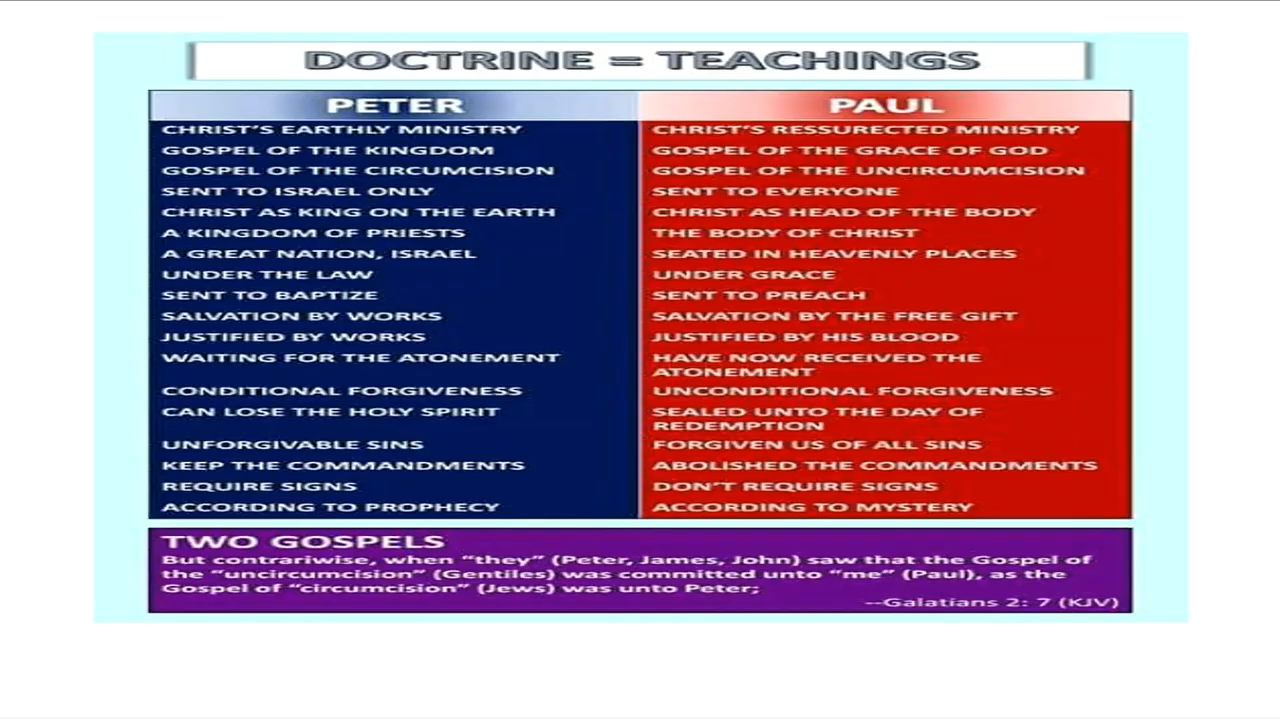 DOCTRINE = TEACHINGS
PETER
PAUL
CHRIST'S EARTHLY MINISTRY
CHRIST'S RESSURECTED MINISTRY
GOSPEL OF THE KINGDOM
GOSPEL OF THE GRACE OF GOD
GOSPEL OF THE CIRCUMCISION
GOSPEL OF THE UNCIRCUMCISION
SENT TO ISRAEL ONLY
SENT TO EVERYONE
CHRIST AS KING ON THE EARTH
CHRIST AS HEAD OF THE BODY
A KINGDOM OF PRIESTS
THE BODY OF CHRIST
A GREAT NATION, ISRAEL
SEATED IN HEAVENLY PLACES
UNDER THE LAW
UNDER GRACE
SENT TO BAPTIZE
SENT TO PREACH
SALVATION BY WORKS
SALVATION BY THE FREE GIFT
JUSTIFIED BY WORKS
JUSTIFIED BY HIS BLOOD
WAITING FOR THE ATONEMENT
HAVE NOW RECEIVED THE
ATONEMENT
CONDITIONAL FORGIVENESS
UNCONDITIONAL FORGIVENESS
CAN LOSE THE HOLY SPIRIT
SEALED UNTO THE DAY OF
REDEMPTION
UNFORGIVABLE SINS
FORGIVEN US OF ALL SINS
KEEP THE COMMANDMENTS
ABOLISHED THE COMMANDMENTS
REQUIRE SIGNS
DON'T REQUIRE SIGNS
ACCORDING TO PROPHECY
ACCORDING TO MYSTERY
TWO GOSPELS
But contrariwise, when "they" (Peter, James, John) saw that the Gospel of
the "uncircumcision" (Gentiles) was committed unto "me" (Paul), as the
Gospel of "circumcision" (Jews) was unto Peter;
--Galatians 2: 7 (KJV)